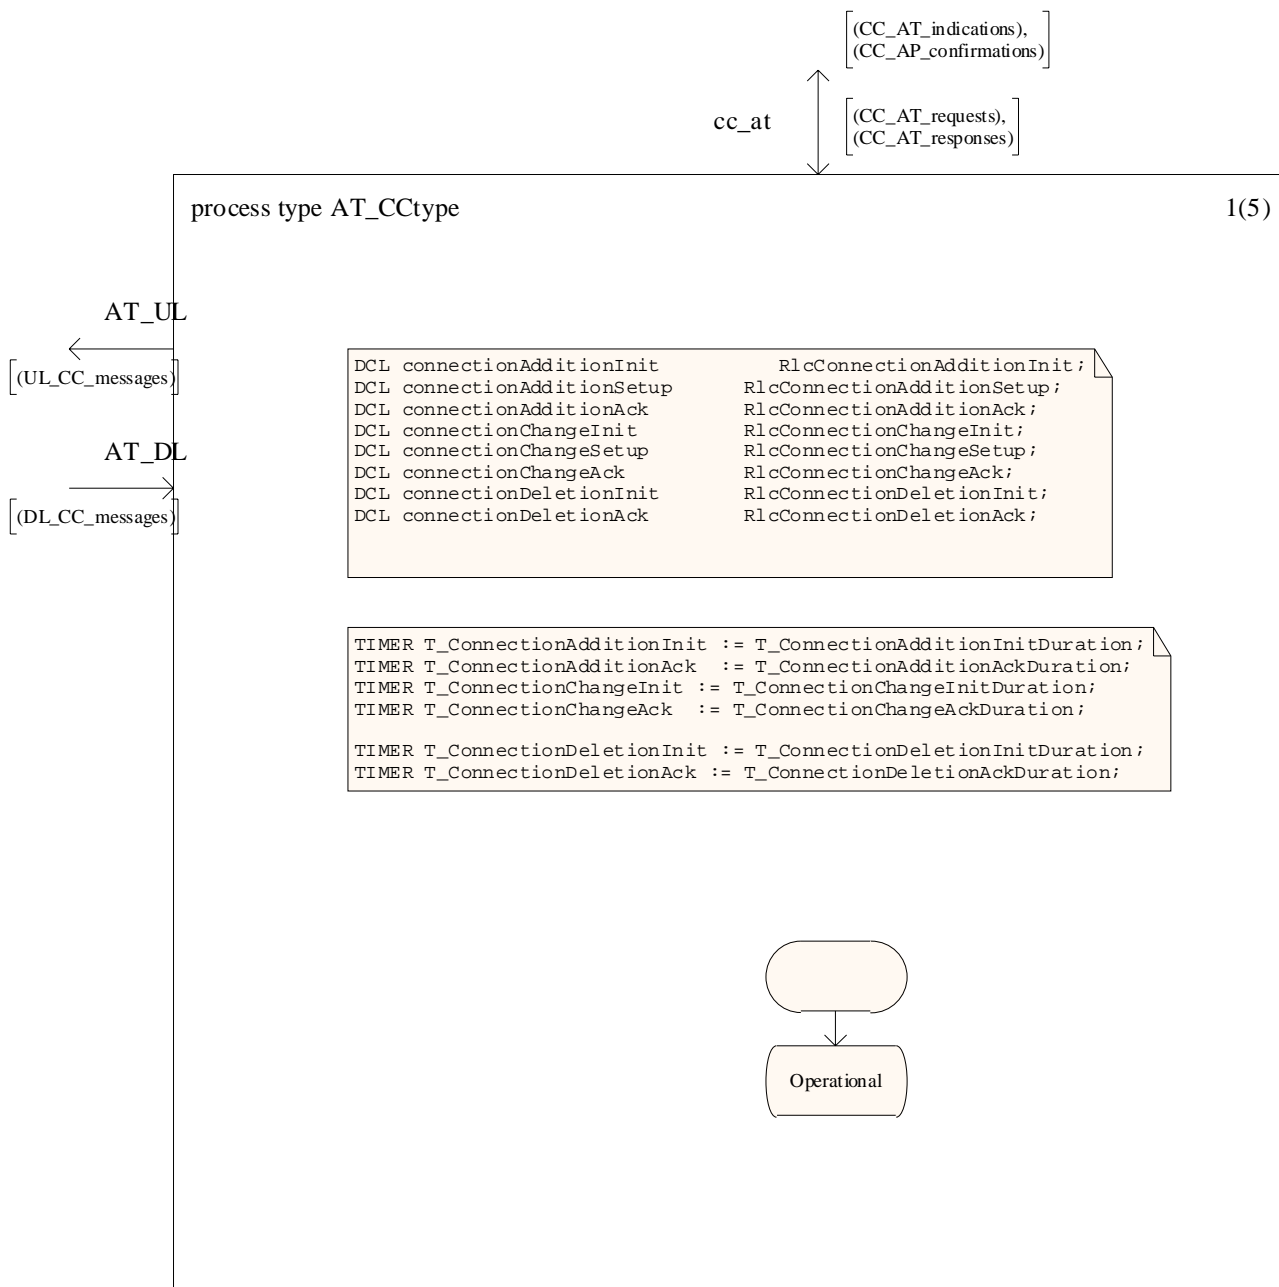 [(CC_AT_indications),
(CC_AP_confirmations)]
cc_at
[(CC_AT_requests),
(CC_AT_responses)]
process type AT_CCtype 1(5)
AT_UL
[(UL_CC_messages)]
AT_DL
[(DL_CC_messages)]
DCL connectionAdditionInit RlcConnectionAdditionInit;
DCL connectionAdditionSetup RlcConnectionAdditionSetup;
DCL connectionAdditionAck RlcConnectionAdditionAck;
DCL connectionChangeInit RlcConnectionChangeInit;
DCL connectionChangeSetup RlcConnectionChangeSetup;
DCL connectionChangeAck RlcConnectionChangeAck;
DCL connectionDeletionInit RlcConnectionDeletionInit;
DCL connectionDeletionAck RlcConnectionDeletionAck;
TIMER T_ConnectionAdditionInit := T_ConnectionAdditionInitDuration;
TIMER T_ConnectionAdditionAck := T_ConnectionAdditionAckDuration;
TIMER T_ConnectionChangeInit := T_ConnectionChangeInitDuration;
TIMER T_ConnectionChangeAck := T_ConnectionChangeAckDuration;
TIMER T_ConnectionDeletionInit := T_ConnectionDeletionInitDuration;
TIMER T_ConnectionDeletionAck := T_ConnectionDeletionAckDuration;
Operational